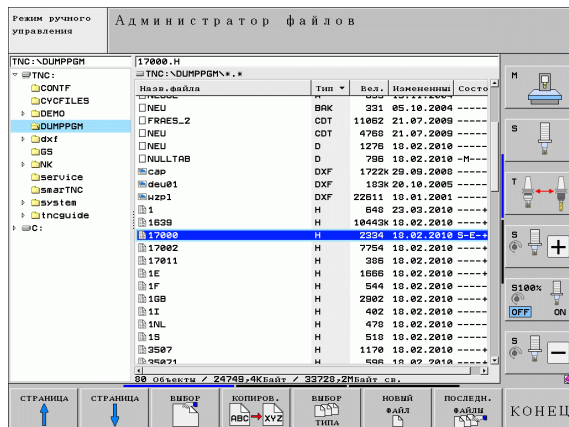 Режим ручного управления
Администратор файлов
TNC:\DUMPPGM
17000.H
TNC:
CONTF
CYCFILES
DEMO
DUMPPGM
dxf
GS
NK
service
smarTNC
system
tncguide
C:
TNC:\DUMPPGM\*.*
Назв.файла Тип Вел. Изменены Состо
NEU BAK 331 05.10.2004 -----
FRAES_2 CDT 11062 21.07.2009 -----
NEU CDT 4768 21.07.2009 -----
NEU D 1276 18.02.2010 -----
NULLTAB D 796 18.02.2010 -M---
cap DXF 1722K 29.09.2008 -----
deu01 DXF 183K 20.10.2005 -----
wzpl DXF 22611 18.01.2001 -----
1 H 648 23.03.2010 ----+
1639 H 10443K 18.02.2010 ----+
17000 H 2334 18.02.2010 S-E-+
17002 H 7754 18.02.2010 ----+
17011 H 386 18.02.2010 ----+
1E H 1666 18.02.2010 ----+
1F H 544 18.02.2010 ----+
1GB H 2902 18.02.2010 ----+
1I H 402 18.02.2010 ----+
1NL H 478 18.02.2010 ----+
1S H 518 18.02.2010 ----+
3507 H 1170 18.02.2010 ----+
35071 H 596 18.02.2010 ----+
80 Объекты / 24749,4КБайт / 33728,2МБайт св.
M
S
T
S
S100%
OFF ON
S
СТРАНИЦА
СТРАНИЦА
ВЫБОР
КОПИРОВ.
ABC XYZ
ВЫБОР ТИПА
НОВЫЙ ФАЙЛ
ПОСЛЕДН. ФАЙЛЫ
КОНЕЦ